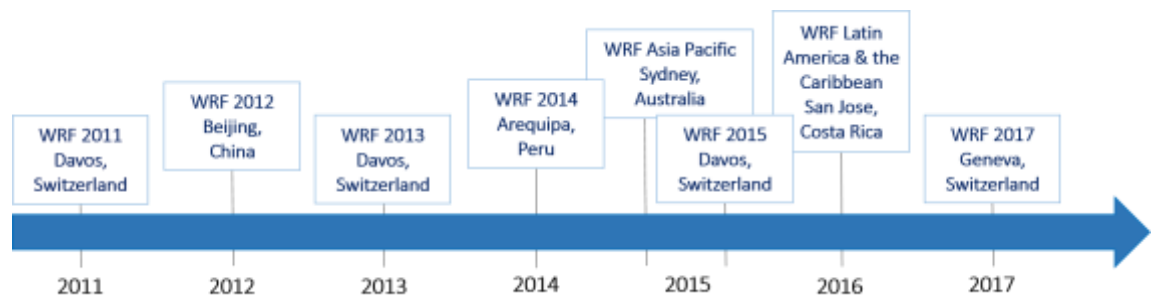 WRF 2011
Davos,
Switzerland
WRF 2012
Beijing,
China
WRF 2013
Davos,
Switzerland
WRF 2014
Arequipa,
Peru
WRF Asia Pacific
Sydney,
Australia
WRF 2015
Davos,
Switzerland
WRF Latin
America & the
Caribbean
San Jose,
Costa Rica
WRF 2017
Geneva,
Switzerland
2011
2012
2013
2014
2015
2016
2017